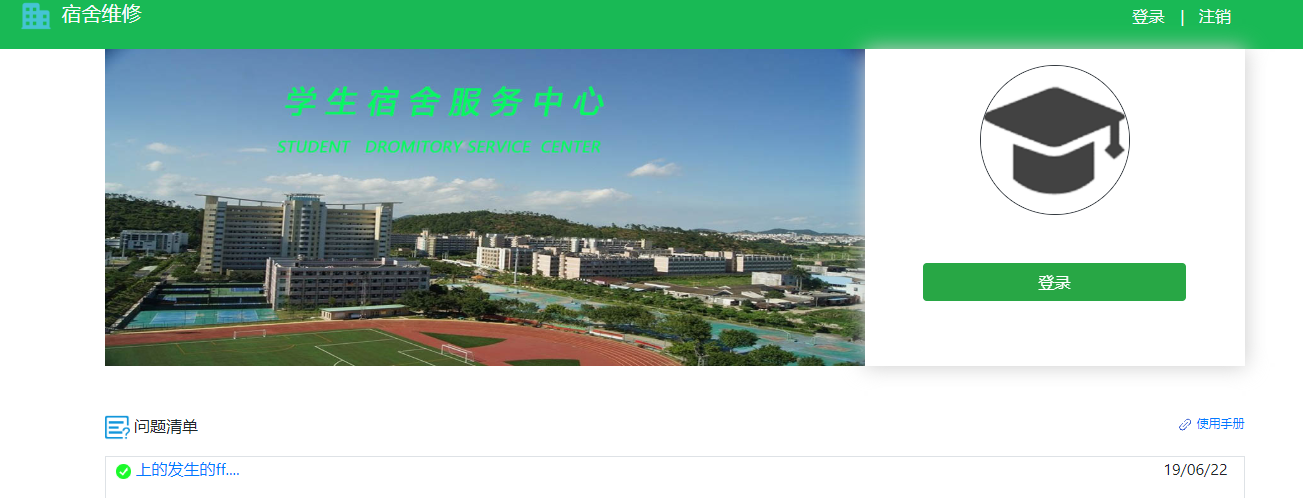 宿舍维修
登录 | 注销
学生宿舍服务中心
STUDENT DROMITORY SERVICE CENTER
登录
问题清单
使用手册
上的发生的ff....
19/06/22